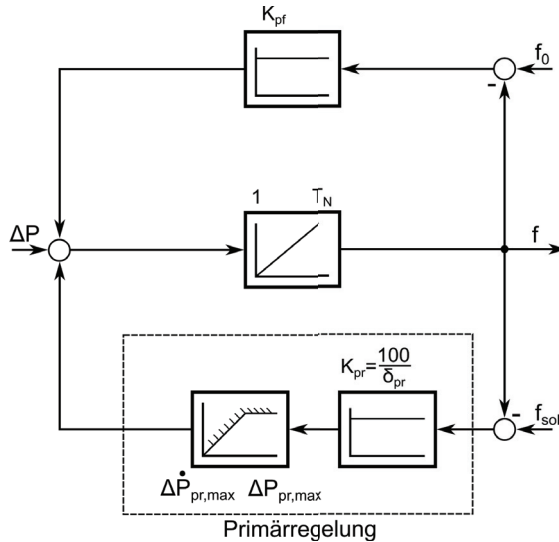 K_pf
f_0
-
ΔP
1 T_N
f
K_pr=100/δ_pr
-
f_sol
ΔṖ_pr,max ΔP_pr,max
Primärregelung